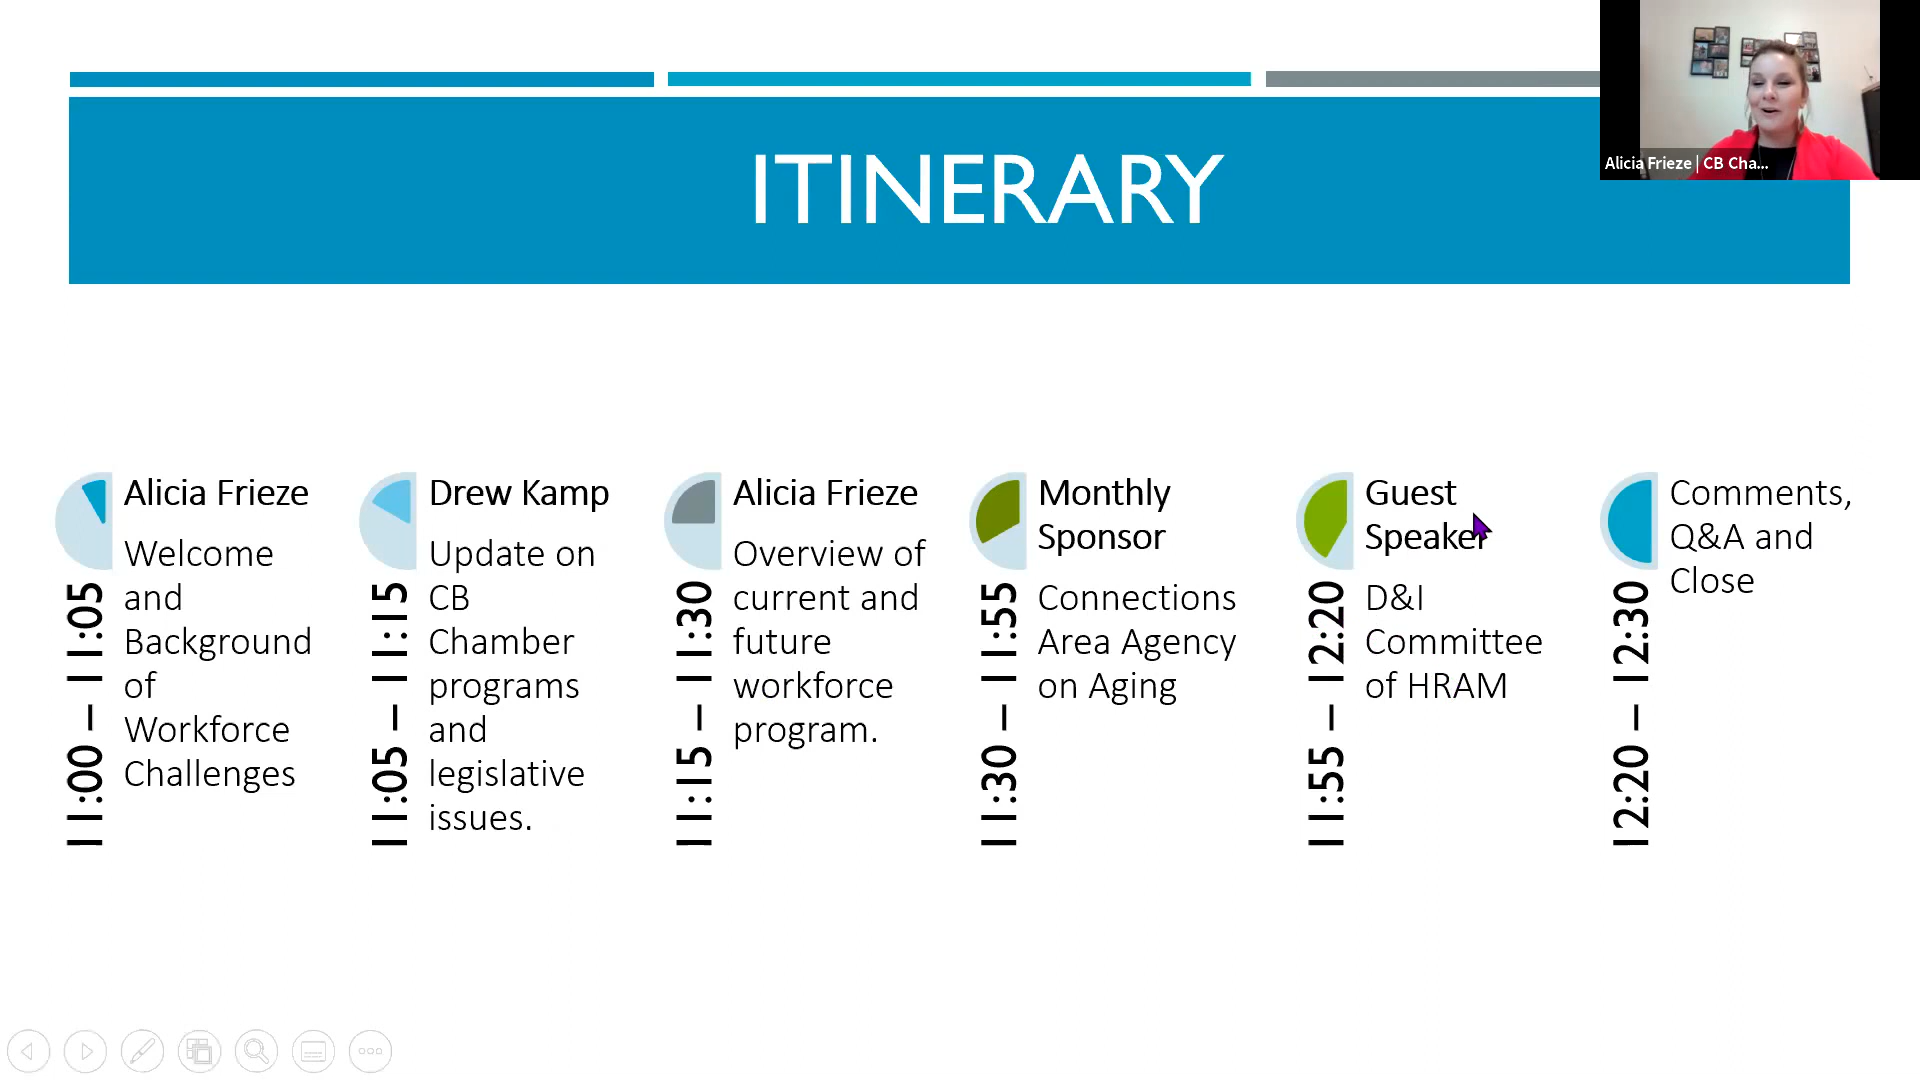 Alicia Frieze | CB Cha...
ITINERARY
11:00 – 11:05
Alicia Frieze
Welcome
and
Background
of
Workforce
Challenges
11:05 – 11:15
Drew Kamp
Update on
CB
Chamber
programs
and
legislative
issues.
11:15 – 11:30
Alicia Frieze
Overview of
current and
future
workforce
program.
11:30 – 11:55
Monthly
Sponsor
Connections
Area Agency
on Aging
11:55 – 12:20
Guest
Speaker
D&I
Committee
of HRAM
12:20 – 12:30
Comments,
Q&A and
Close